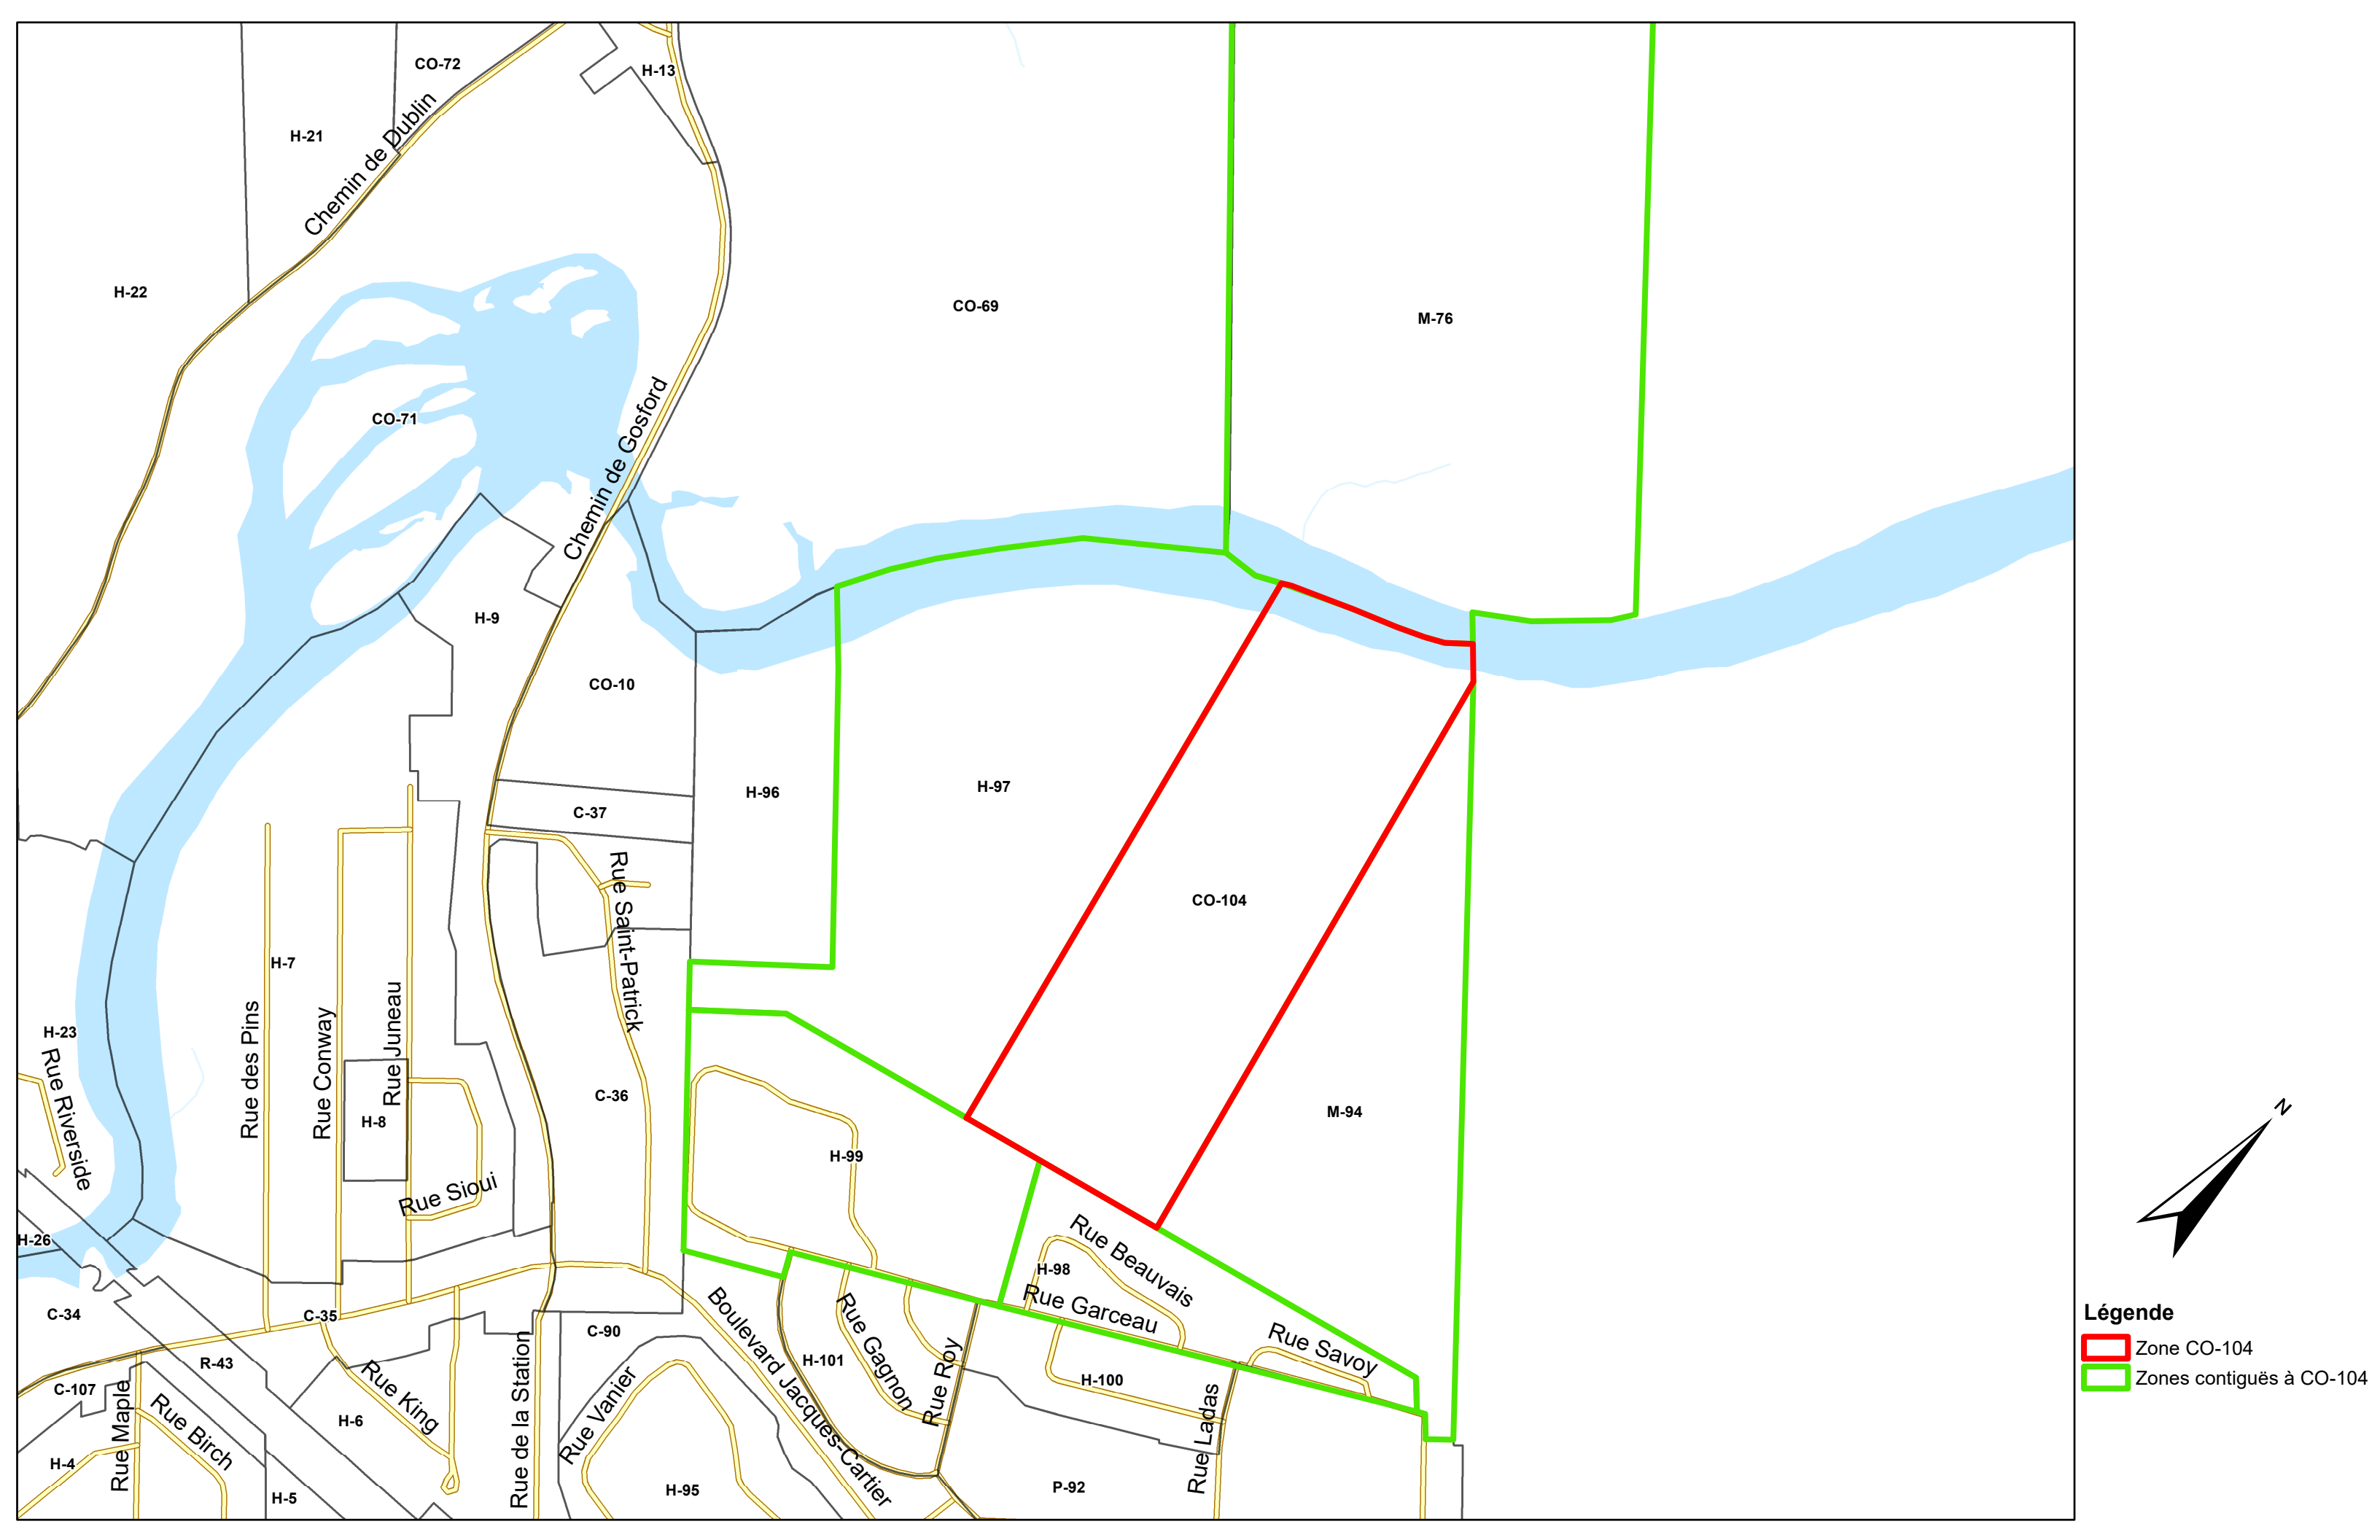 CO-72
H-13
H-21
Chemin de Dublin
H-22
CO-69
M-76
CO-71
Chemin de Gosford
H-9
CO-10
H-96
H-97
C-37
Rue Saint-Patrick
CO-104
H-7
H-23
Rue Riverside
Rue des Pins
Rue Conway
Rue Juneau
H-8
C-36
M-94
H-99
Rue Sioui
H-26
Rue Beauvais
H-98
Rue Garceau
C-34
C-35
C-90
Boulevard Jacques-Cartier
Rue Gagnon
Rue Roy
H-101
Rue Savoy
H-100
Rue Ladas
R-43
C-107
Rue Maple
Rue Birch
Rue King
H-6
Rue de la Station
Rue Vanier
H-4
H-5
H-95
P-92
N
Légende
Zone CO-104
Zones contiguës à CO-104